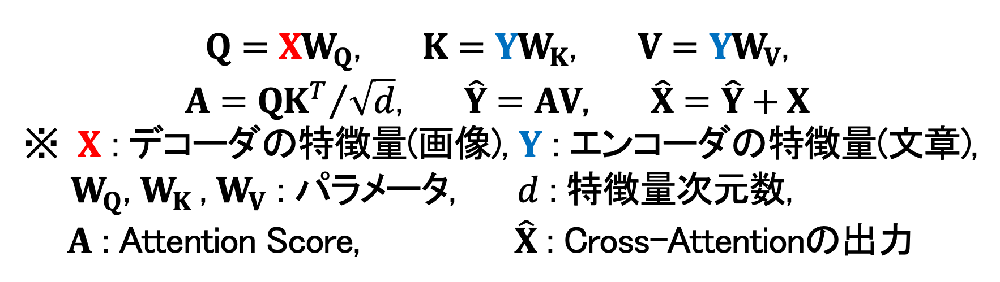 Q = XW_Q, K = YW_K, V = YW_V,
A = QK^T/√d, Ŷ = AV, X̂ = Ŷ + X
※ X : デコーダの特徴量(画像), Y : エンコーダの特徴量(文章),
W_Q, W_K , W_V : パラメータ, d : 特徴量次元数,
A : Attention Score, X̂ : Cross-Attentionの出力